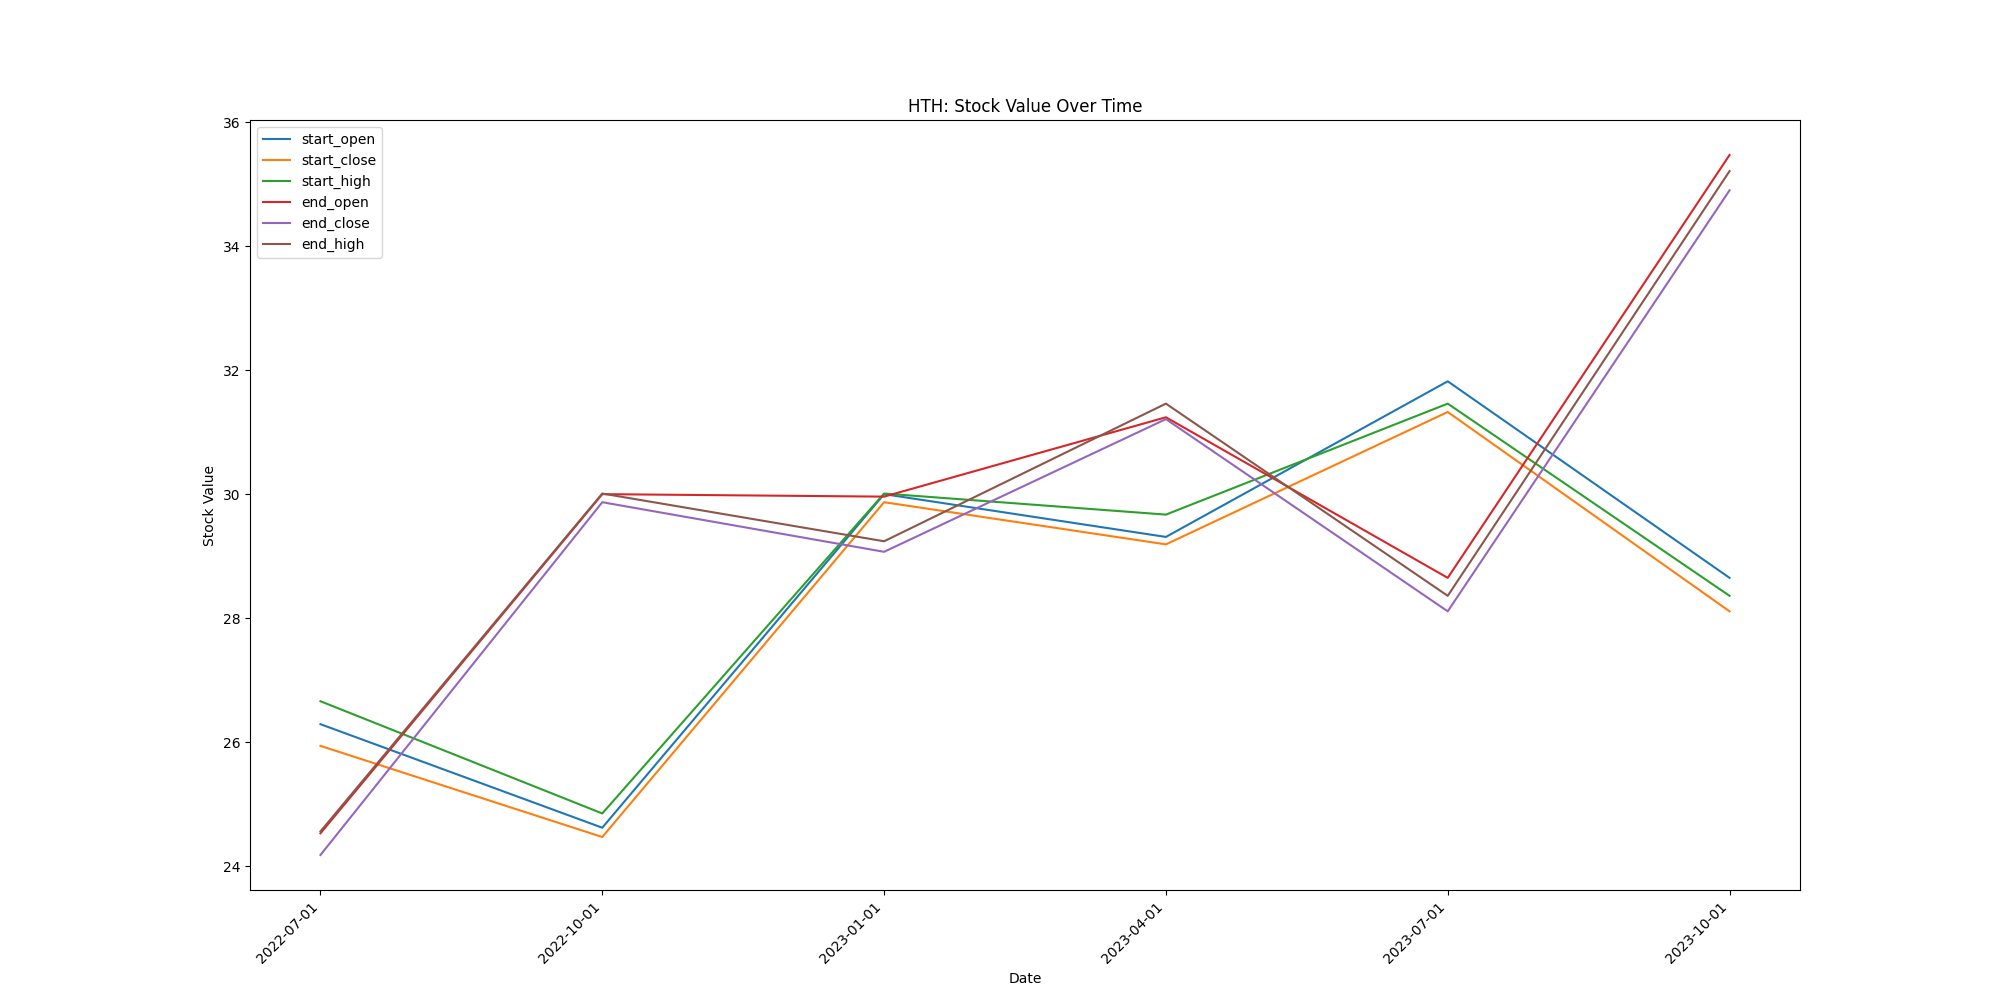 HTH: Stock Value Over Time
start_open
start_close
start_high
end_open
end_close
end_high
Stock Value
36
34
32
30
28
26
24
2022-07-01
2022-10-01
2023-01-01
2023-04-01
2023-07-01
2023-10-01
Date